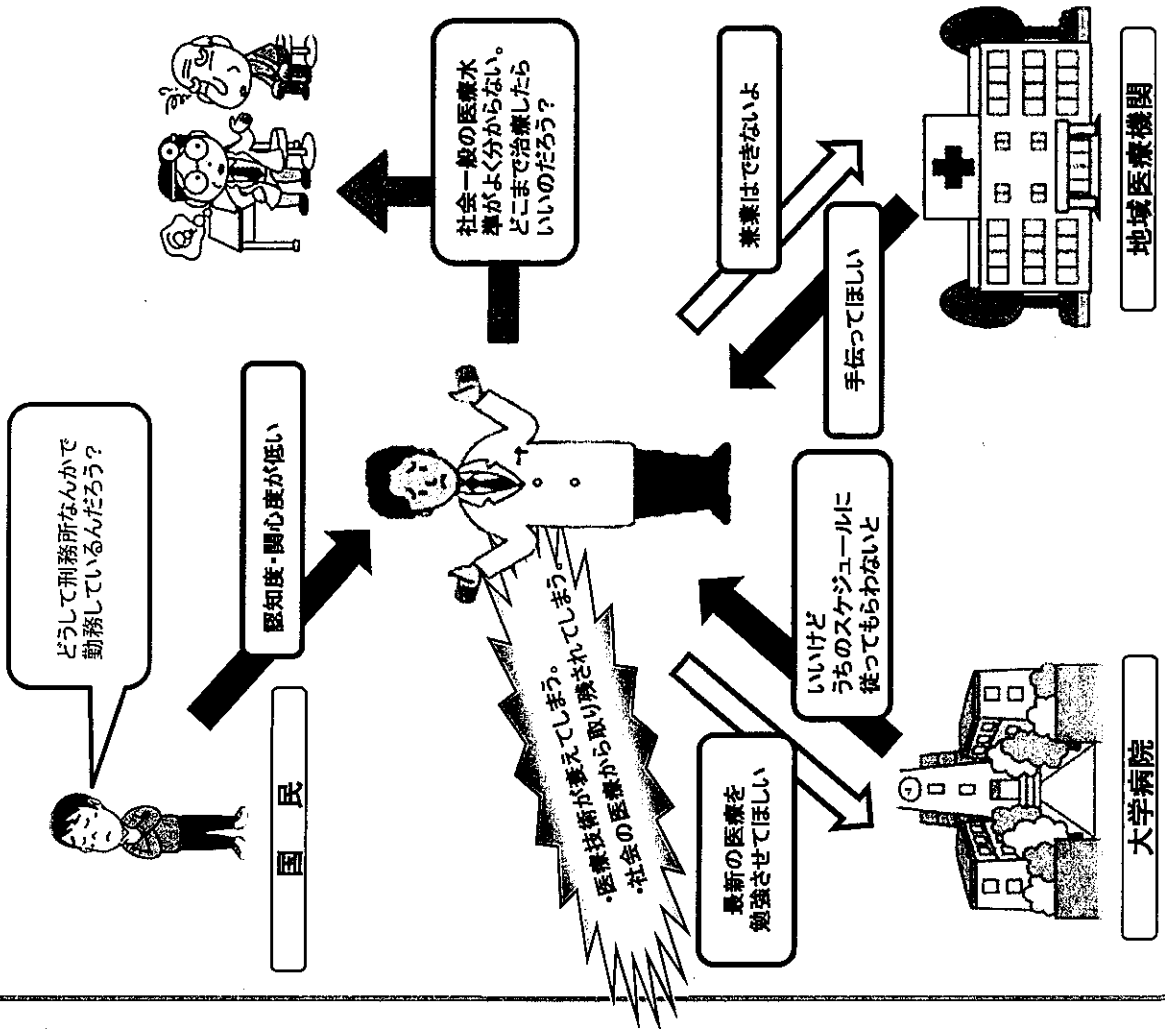 どうして刑務所なんかで
勤務しているんだろう？
国　民
認知度・関心度が低い
社会一般の医療水
準がよく分からない。
どこまで治療したら
いいのだろう？
・医療技術が衰えてしまう。
・社会の医療から取り残されてしまう。
最新の医療を
勉強させてほしい
いいけど
うちのスケジュールに
従ってもらわないと
手伝ってほしい
兼業はできないよ
大学病院
地域医療機関